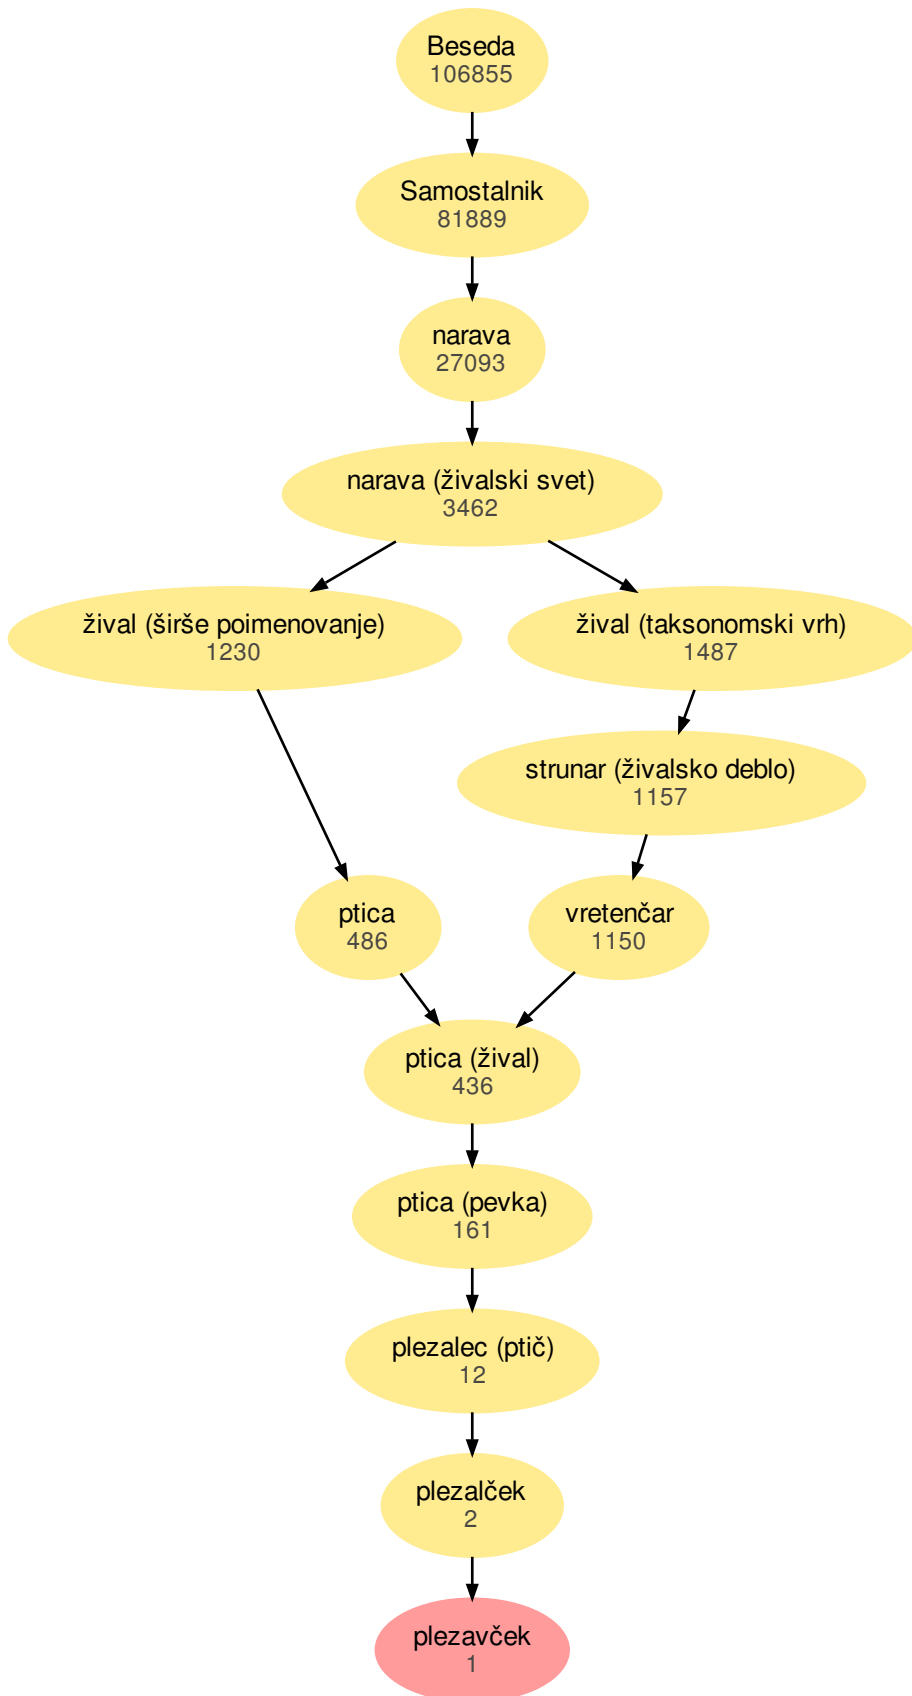 Beseda
106855
Samostalnik
81889
narava
27093
narava (živalski svet)
3462
žival (širše poimenovanje)
1230
žival (taksonomski vrh)
1487
strunar (živalsko deblo)
1157
ptica
486
vretenčar
1150
ptica (žival)
436
ptica (pevka)
161
plezalec (ptič)
12
plezalček
2
plezavček
1